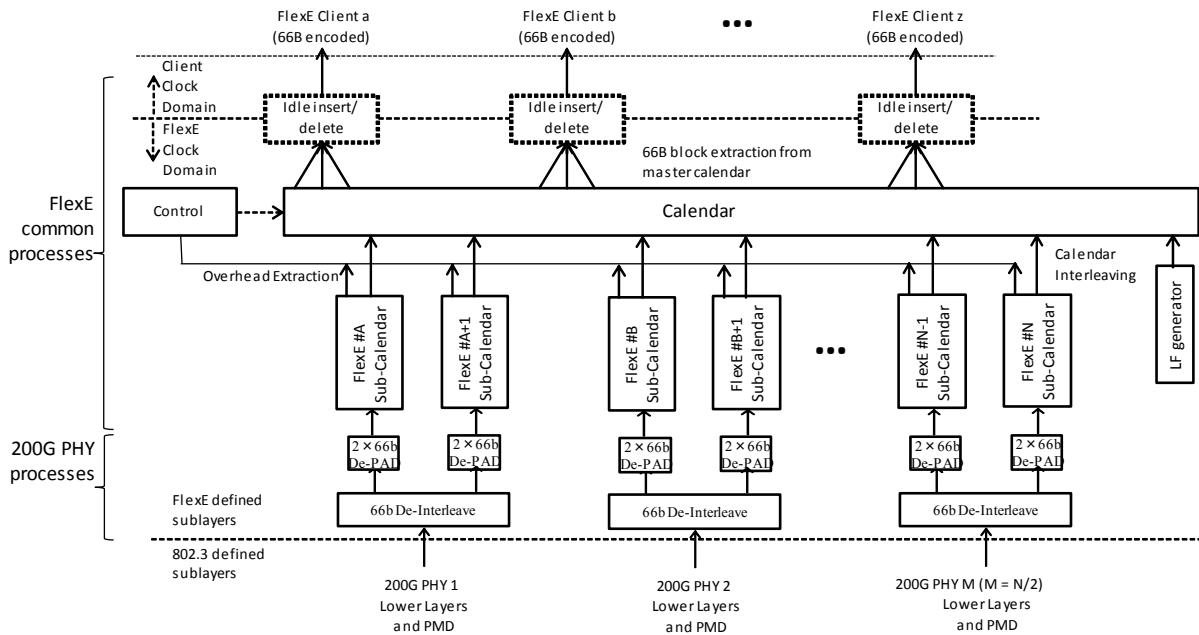 FlexE Client a
(66B encoded)
FlexE Client b
(66B encoded)
•••
FlexE Client z
(66B encoded)
Client
Clock
Domain
FlexE
Clock
Domain
Idle insert/
delete
Idle insert/
delete
Idle insert/
delete
66B block extraction from
master calendar
FlexE
common
processes
Control
Calendar
Overhead Extraction
Calendar
Interleaving
FlexE #A
Sub-Calendar
FlexE #A+1
Sub-Calendar
FlexE #B
Sub-Calendar
FlexE #B+1
Sub-Calendar
•••
FlexE #N-1
Sub-Calendar
FlexE #N
Sub-Calendar
LF generator
200G PHY
processes
2×66b
De-PAD
2×66b
De-PAD
2×66b
De-PAD
2×66b
De-PAD
2×66b
De-PAD
2×66b
De-PAD
FlexE defined
sublayers
66b De-Interleave
66b De-Interleave
66b De-Interleave
802.3 defined
sublayers
200G PHY 1
Lower Layers
and PMD
200G PHY 2
Lower Layers
and PMD
200G PHY M (M = N/2)
Lower Layers
and PMD